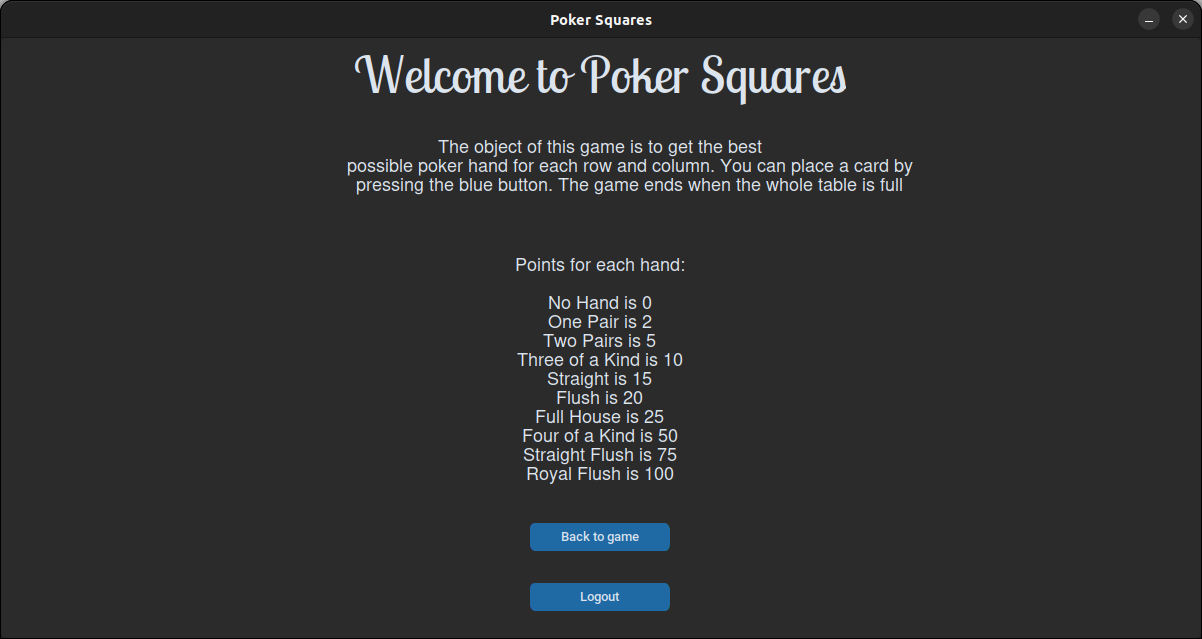 Poker Squares
Welcome to Poker Squares
The object of this game is to get the best
possible poker hand for each row and column. You can place a card by
pressing the blue button. The game ends when the whole table is full
Points for each hand:
No Hand is 0
One Pair is 2
Two Pairs is 5
Three of a Kind is 10
Straight is 15
Flush is 20
Full House is 25
Four of a Kind is 50
Straight Flush is 75
Royal Flush is 100
Back to game
Logout